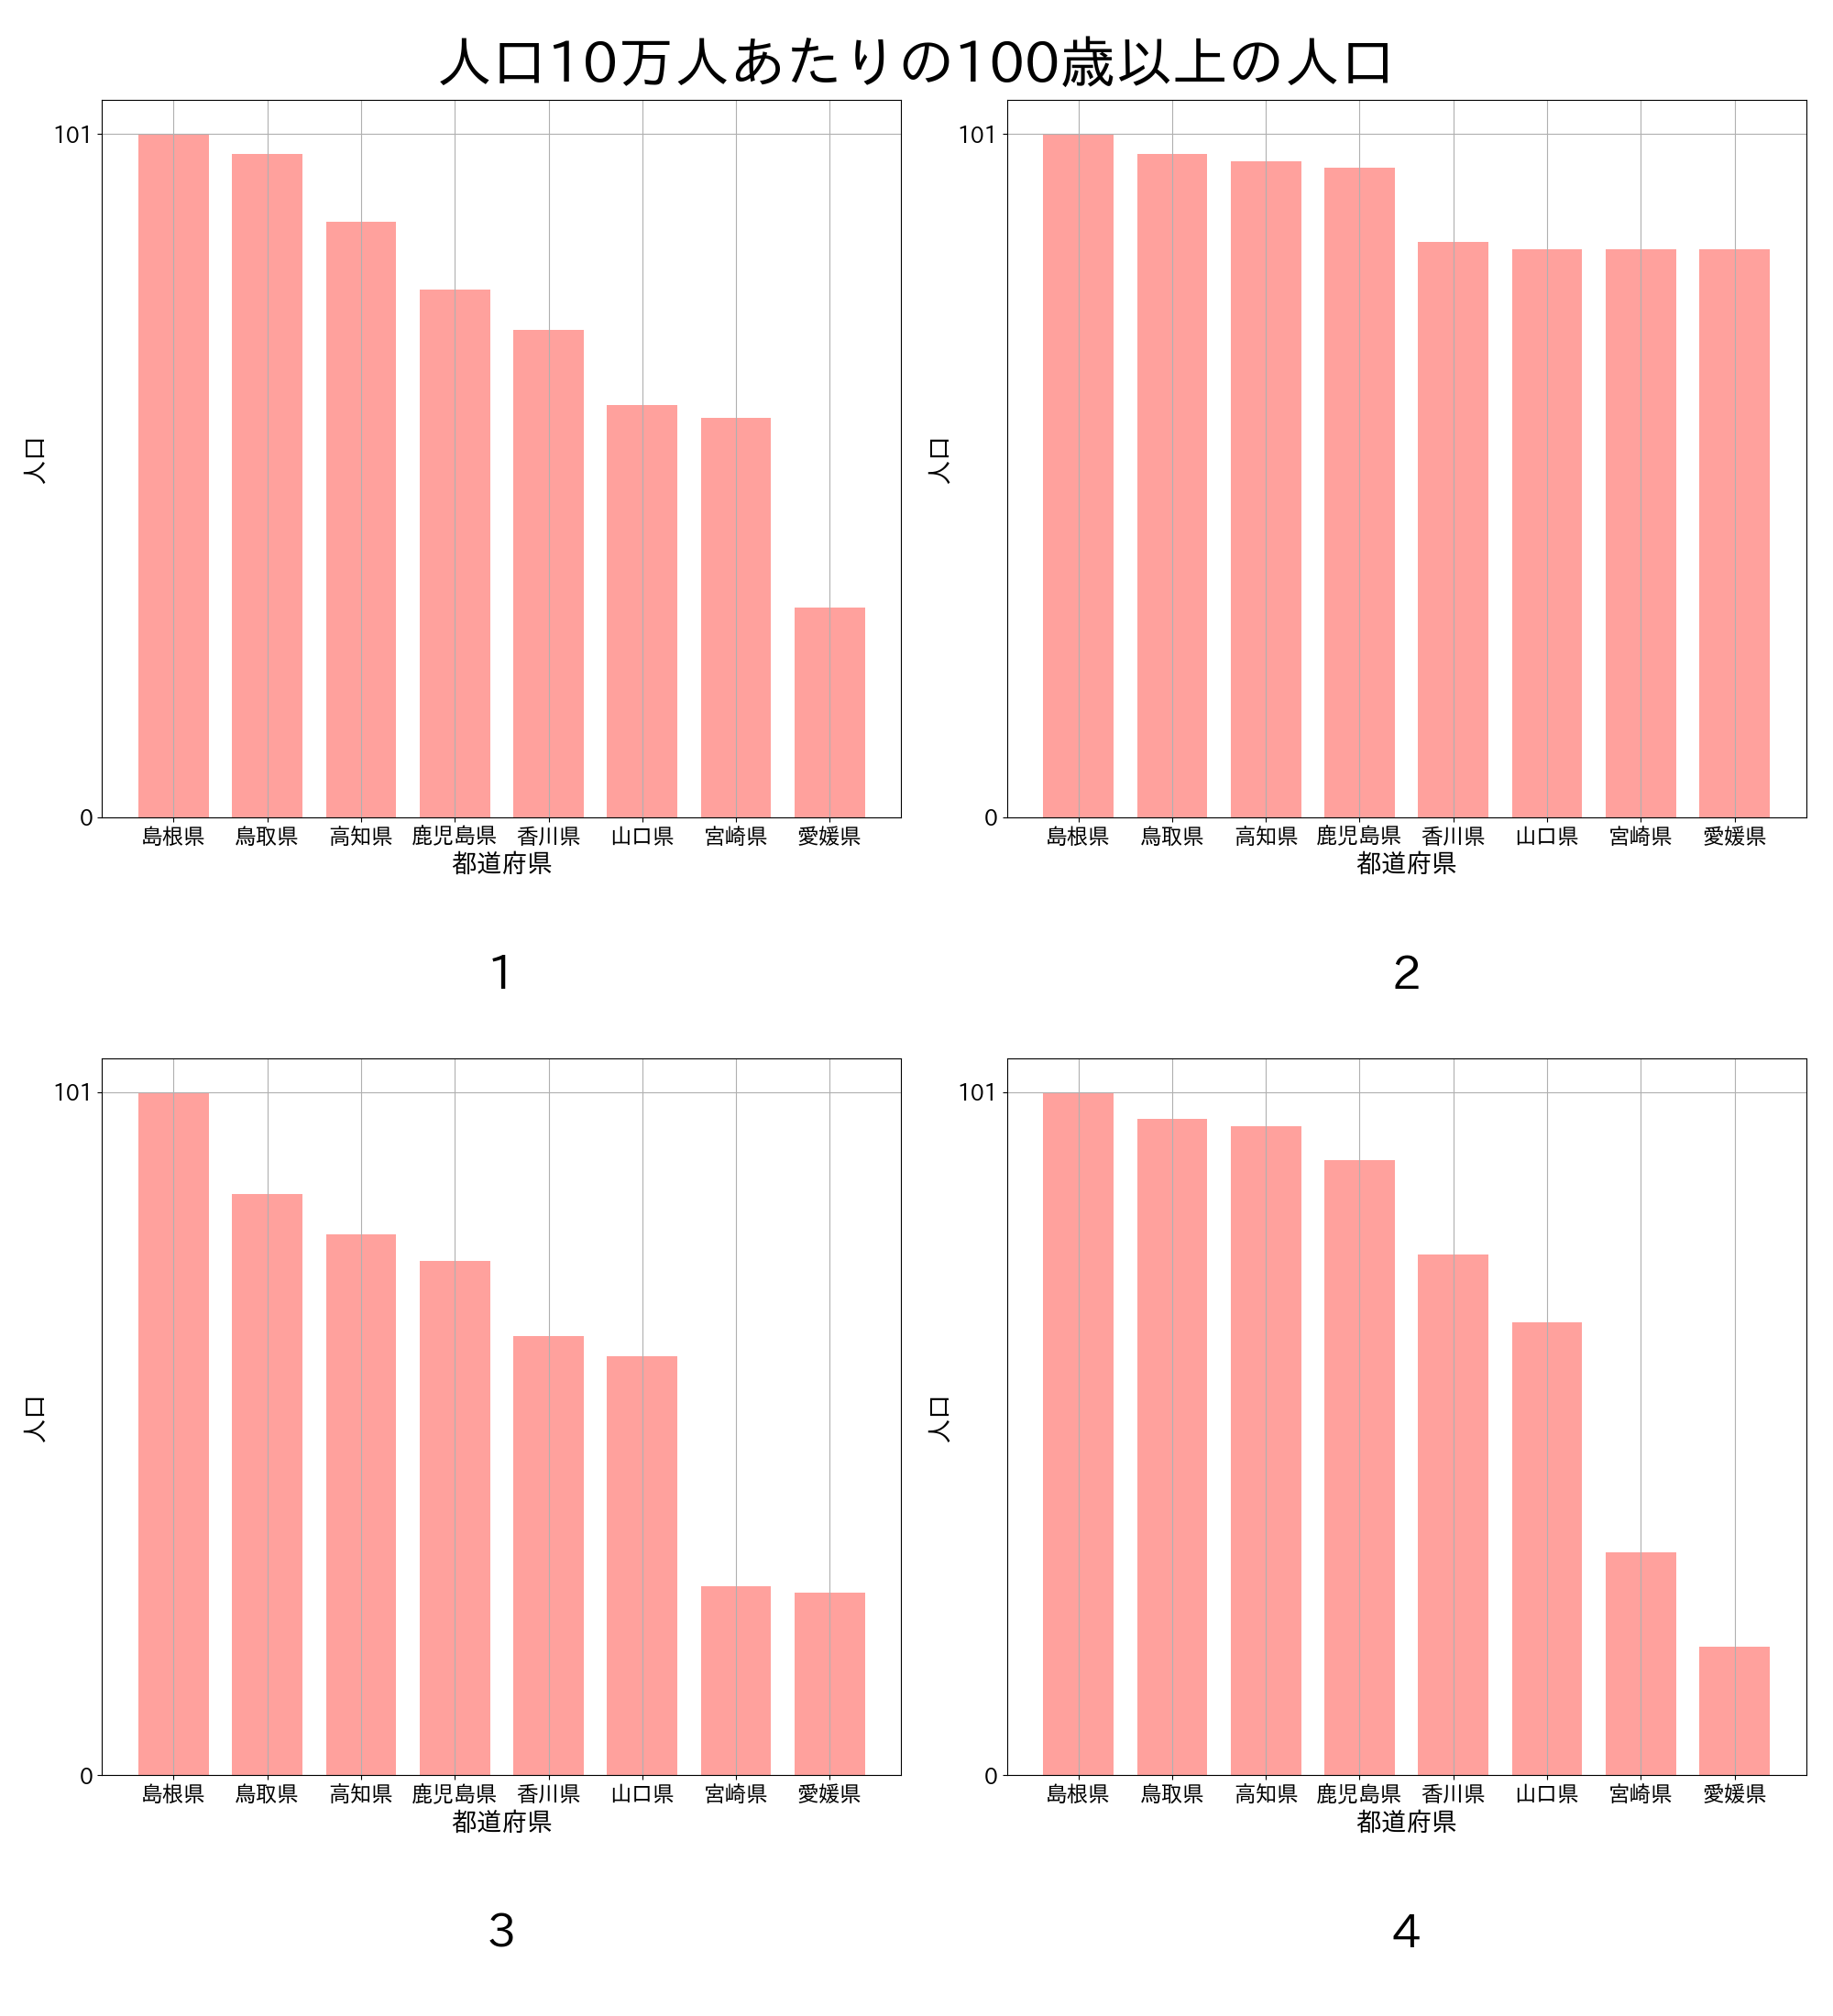 人口10万人あたりの100歳以上の人口
101
人口
0
島根県 鳥取県 高知県 鹿児島県 香川県 山口県 宮崎県 愛媛県
都道府県
1
101
人口
0
島根県 鳥取県 高知県 鹿児島県 香川県 山口県 宮崎県 愛媛県
都道府県
2
101
人口
0
島根県 鳥取県 高知県 鹿児島県 香川県 山口県 宮崎県 愛媛県
都道府県
3
101
人口
0
島根県 鳥取県 高知県 鹿児島県 香川県 山口県 宮崎県 愛媛県
都道府県
4